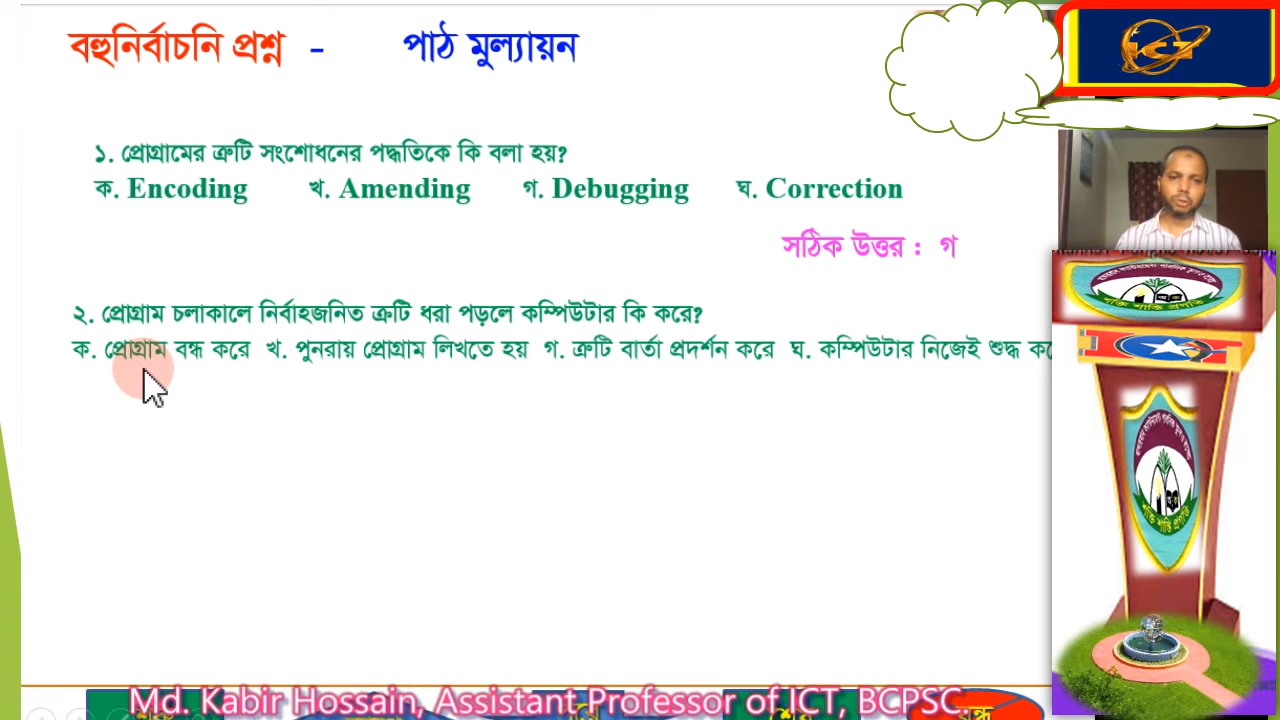 বহুনির্বাচনি প্রশ্ন - পাঠ মুল্যায়ন
ICT
১. প্রোগ্রামের ত্রুটি সংশোধনের পদ্ধতিকে কি বলা হয়?
ক. Encoding খ. Amending গ. Debugging ঘ. Correction
সঠিক উত্তর : গ
২. প্রোগ্রাম চলাকালে নির্বাহজনিত ত্রুটি ধরা পড়লে কম্পিউটার কি করে?
ক. প্রোগ্রাম বন্ধ করে খ. পুনরায় প্রোগ্রাম লিখতে হয় গ. ত্রুটি বার্তা প্রদর্শন করে ঘ. কম্পিউটার নিজেই শুদ্ধ
Md. Kabir Hossain, Assistant Professor of ICT, BCPSC.